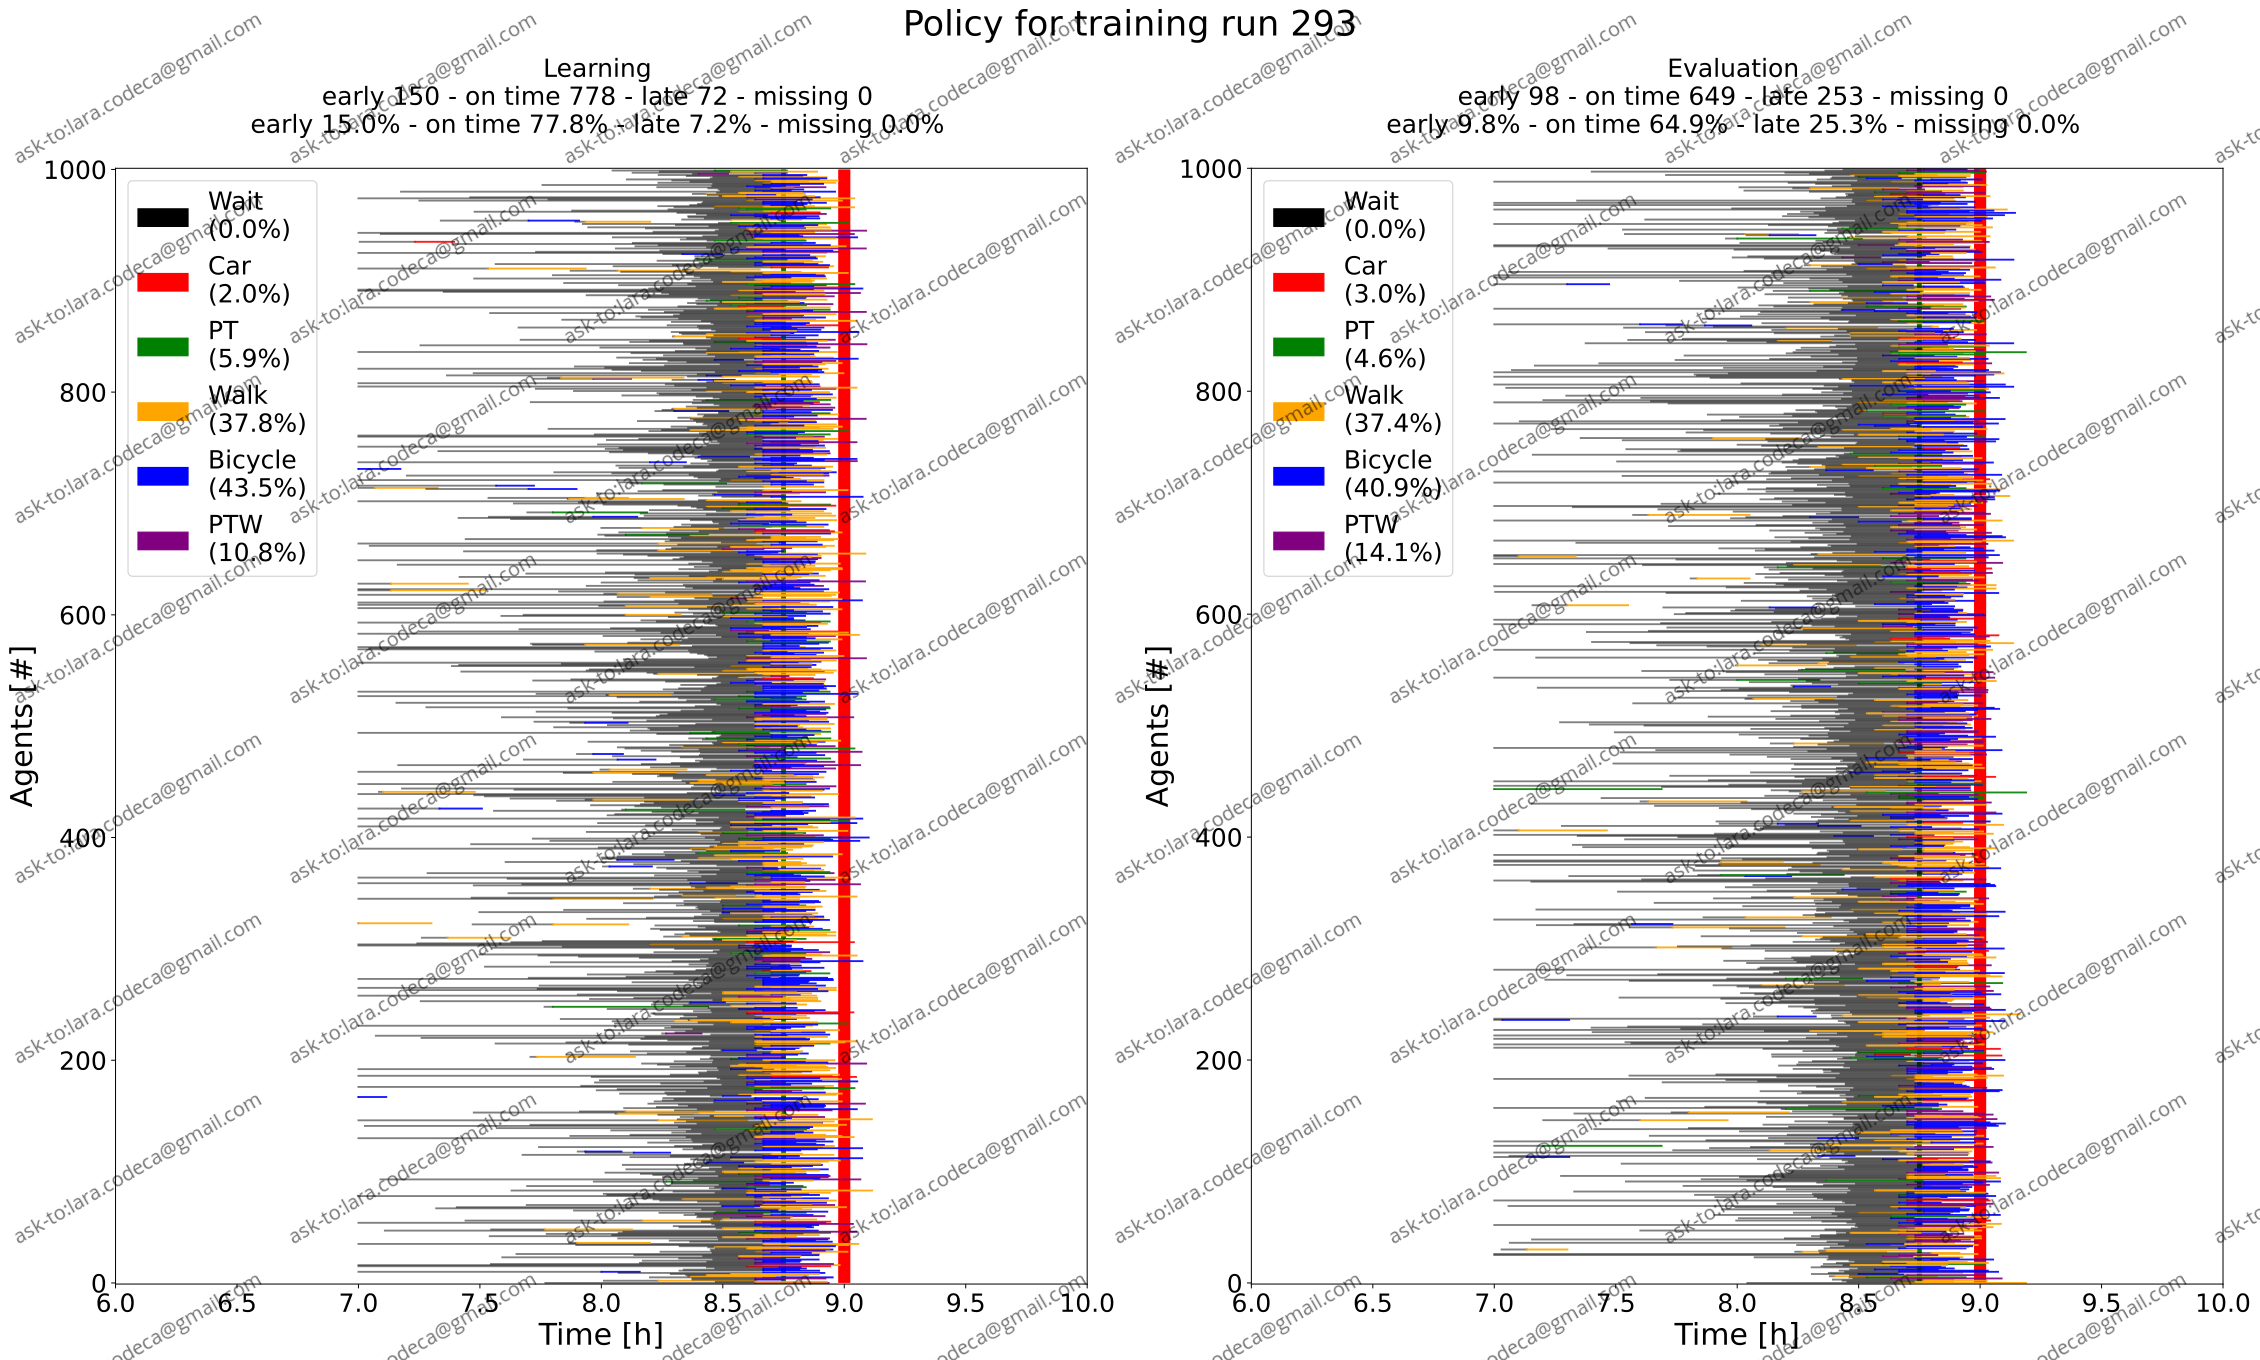 Policy for training run 293
Learning
early 150 - on time 778 - late 72 - missing 0
early 15.0% - on time 77.8% - late 7.2% - missing 0.0%
Agents [#]
1000
800
600
400
200
0
Wait
(0.0%)
Car
(2.0%)
PT
(5.9%)
Walk
(37.8%)
Bicycle
(43.5%)
PTW
(10.8%)
6.0 6.5 7.0 7.5 8.0 8.5 9.0 9.5 10.0
Time [h]
Evaluation
early 98 - on time 649 - late 253 - missing 0
early 9.8% - on time 64.9% - late 25.3% - missing 0.0%
Agents [#]
1000
800
600
400
200
0
Wait
(0.0%)
Car
(3.0%)
PT
(4.6%)
Walk
(37.4%)
Bicycle
(40.9%)
PTW
(14.1%)
6.0 6.5 7.0 7.5 8.0 8.5 9.0 9.5 10.0
Time [h]
ask-to:lara.codeca@gmail.com